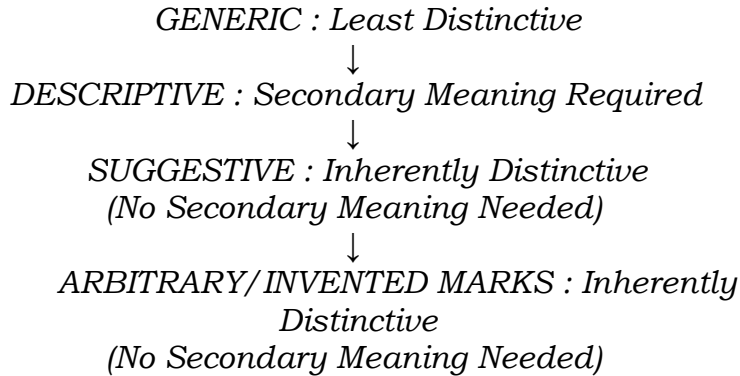 GENERIC : Least Distinctive
↓
DESCRIPTIVE : Secondary Meaning Required
↓
SUGGESTIVE : Inherently Distinctive
(No Secondary Meaning Needed)
↓
ARBITRARY/INVENTED MARKS : Inherently
Distinctive
(No Secondary Meaning Needed)